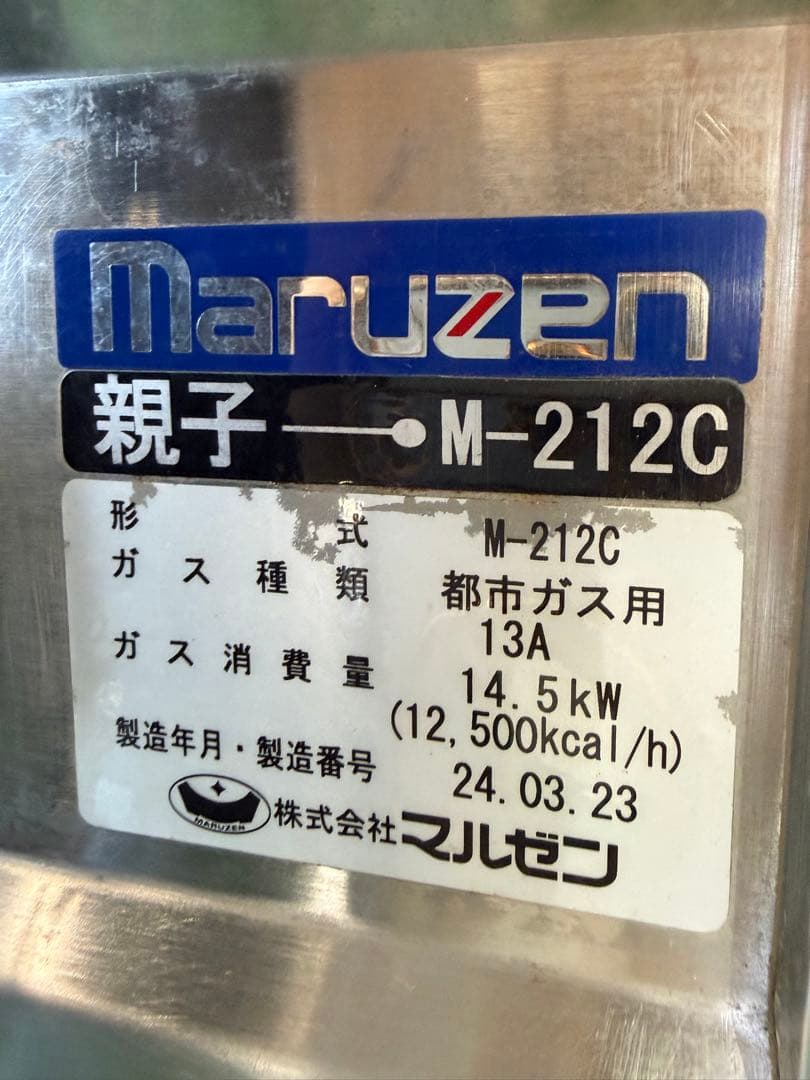 maruzen
親子 M-212C
形式 M-212C
ガス種類 都市ガス用
13A
ガス消費量 14.5kW
(12,500kcal/h)
製造年月・製造番号 24.03.23
MARUZEN 株式会社マルゼン